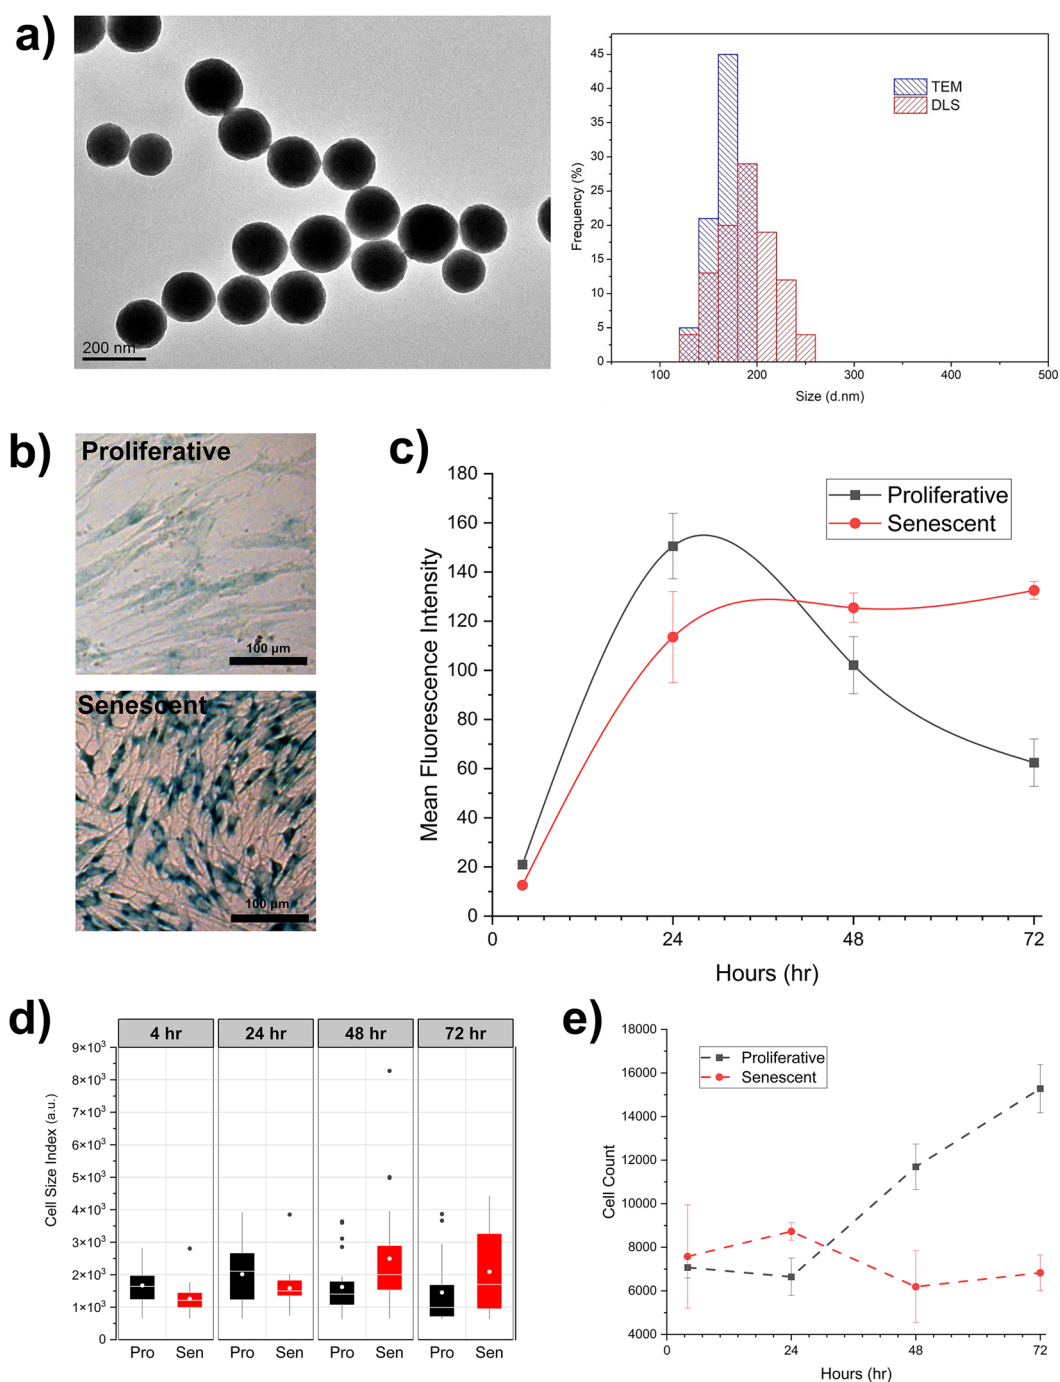 a)
200 nm
45
40
35
30
25
20
15
10
5
0
Frequency (%)
TEM
DLS
100 200 300 400 500
Size (d.nm)
b)
Proliferative
100 µm
Senescent
100 µm
c)
180
160
140
120
100
80
60
40
20
0
Mean Fluorescence Intensity
Proliferative
Senescent
0 24 48 72
Hours (hr)
d)
4 hr 24 hr 48 hr 72 hr
9×10³
8×10³
7×10³
6×10³
5×10³
4×10³
3×10³
2×10³
1×10³
0
Cell Size Index (a.u.)
Pro Sen Pro Sen Pro Sen Pro Sen
e)
18000
16000
14000
12000
10000
8000
6000
4000
Cell Count
Proliferative
Senescent
0 24 48 72
Hours (hr)